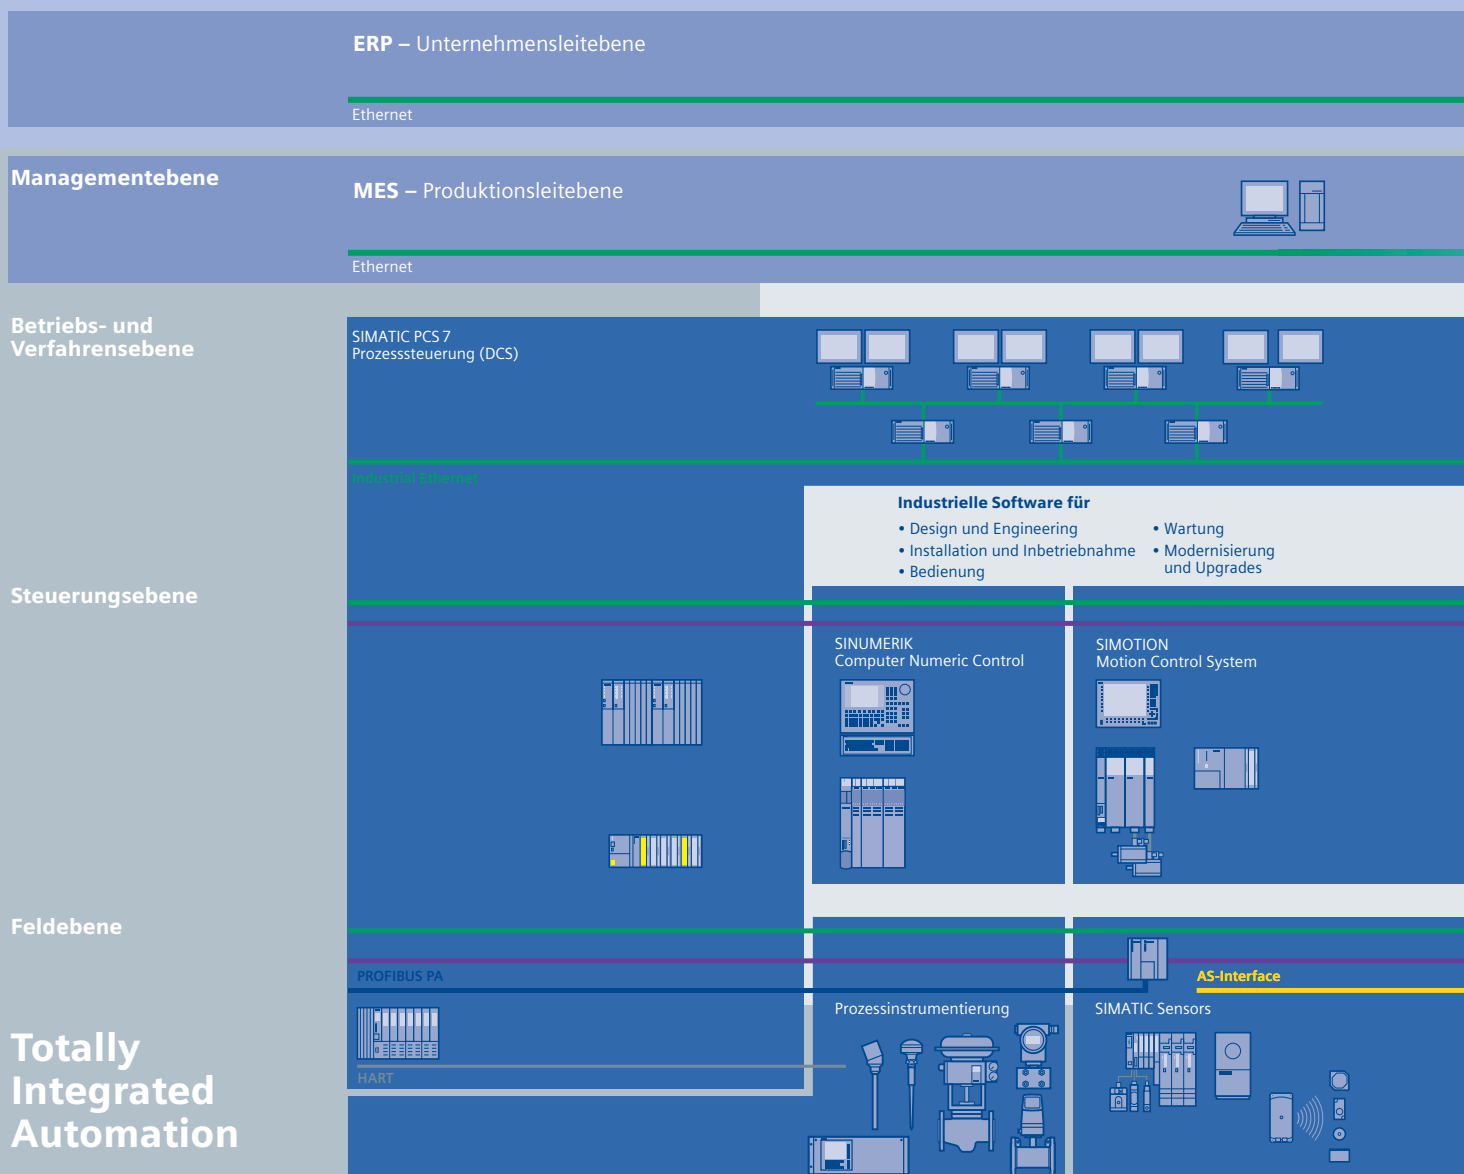 ERP – Unternehmensleitebene
Ethernet
Managementebene
MES – Produktionsleitebene
Ethernet
Betriebs- und
Verfahrensebene
SIMATIC PCS 7
Prozesssteuerung (DCS)
Industrial Ethernet
Industrielle Software für
• Design und Engineering
• Installation und Inbetriebnahme
• Bedienung
• Wartung
• Modernisierung
und Upgrades
Steuerungsebene
SINUMERIK
Computer Numeric Control
SIMOTION
Motion Control System
Feldebene
PROFIBUS PA
AS-Interface
Prozessinstrumentierung
SIMATIC Sensors
HART
Totally
Integrated
Automation